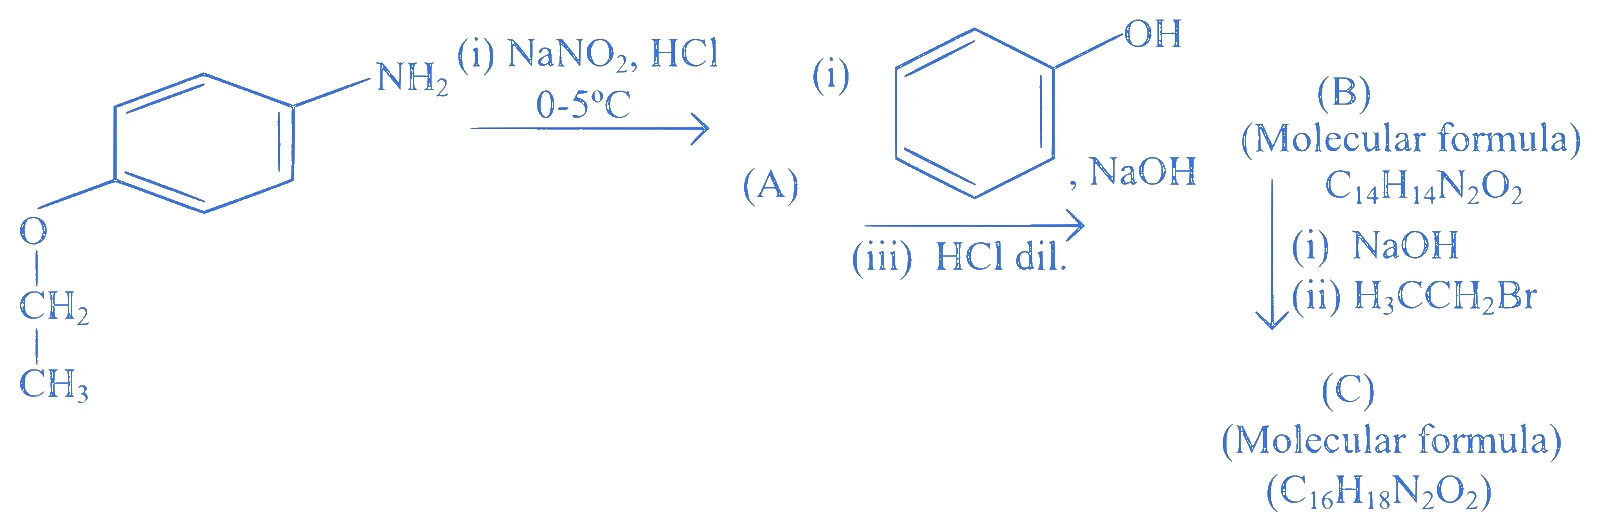 NH₂
O
CH₂
CH₃
(i) NaNO₂, HCl
0-5ºC
(A)
(i)
OH
, NaOH
(iii) HCl dil.
(B)
(Molecular formula)
C₁₄H₁₄N₂O₂
(i) NaOH
(ii) H₃CCH₂Br
(C)
(Molecular formula)
(C₁₆H₁₈N₂O₂)